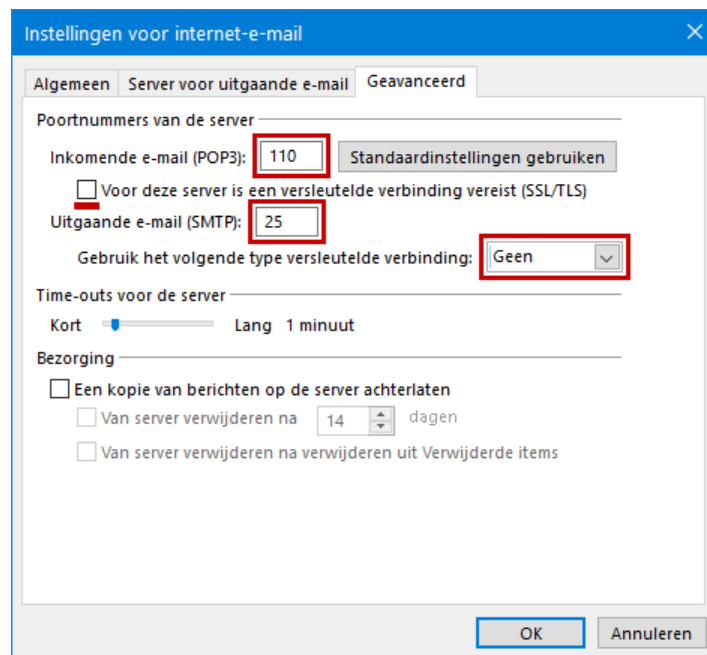 Instellingen voor internet-e-mail
Algemeen Server voor uitgaande e-mail Geavanceerd
Poortnummers van de server
Inkomende e-mail (POP3): 110 Standaardinstellingen gebruiken
Voor deze server is een versleutelde verbinding vereist (SSL/TLS)
Uitgaande e-mail (SMTP): 25
Gebruik het volgende type versleutelde verbinding: Geen
Time-outs voor de server
Kort Lang 1 minuut
Bezorging
Een kopie van berichten op de server achterlaten
Van server verwijderen na 14 dagen
Van server verwijderen na verwijderen uit Verwijderde items
OK Annuleren